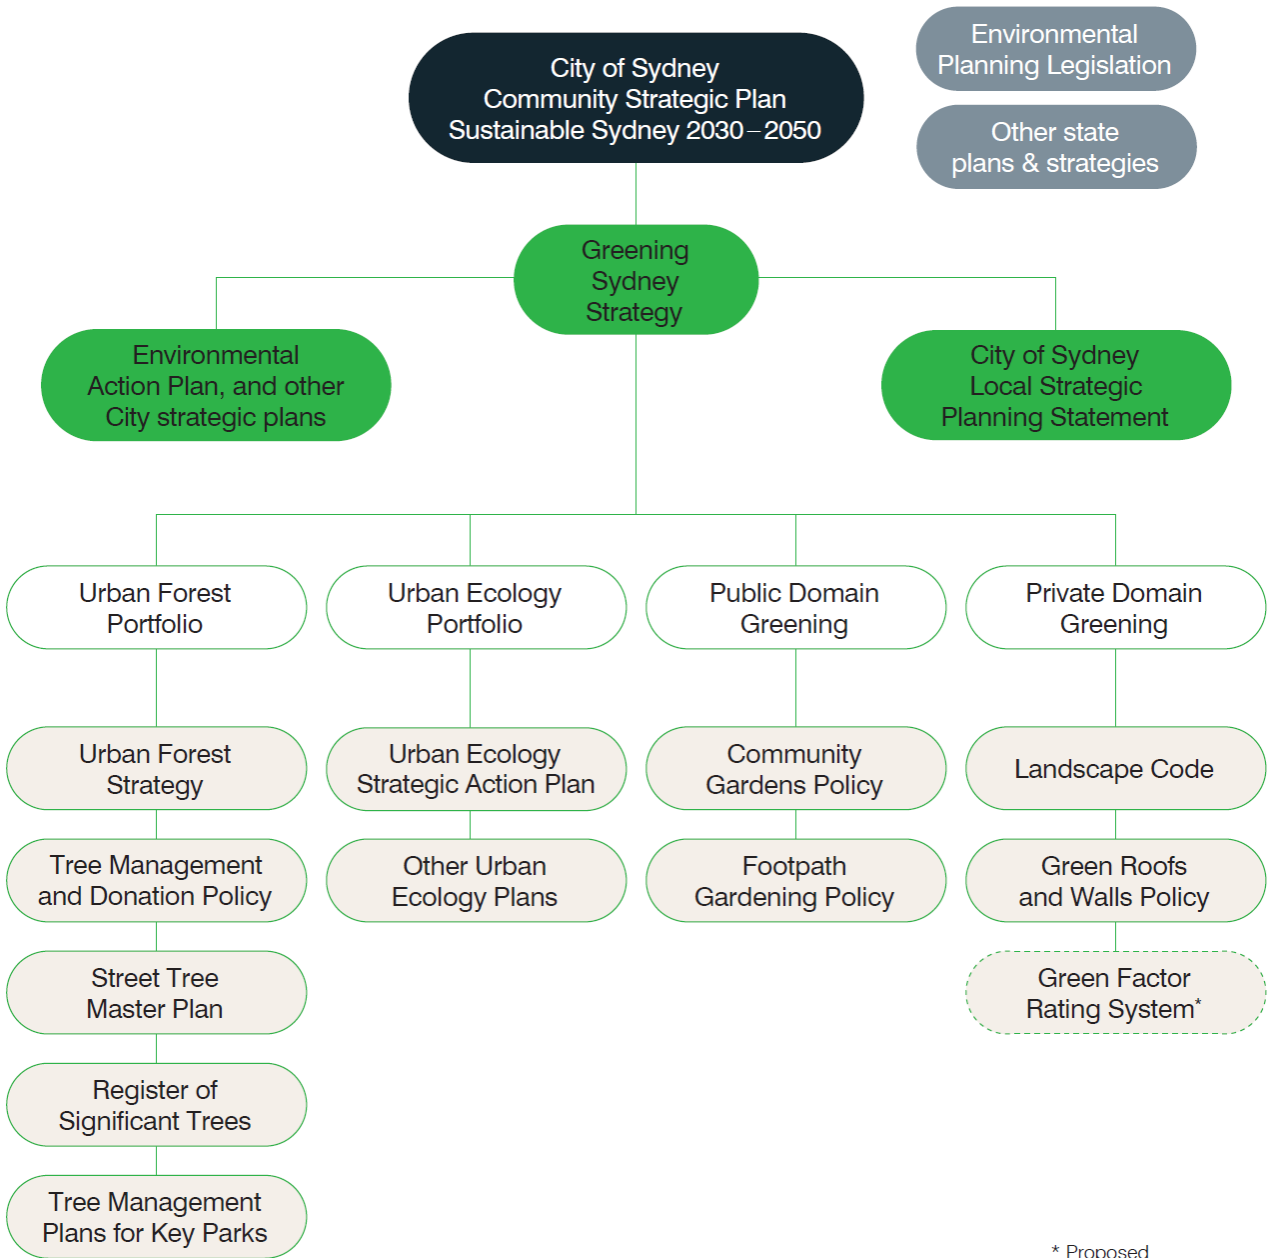 City of Sydney
Community Strategic Plan
Sustainable Sydney 2030–2050
Environmental
Planning Legislation
Other state
plans & strategies
Greening
Sydney
Strategy
Environmental
Action Plan, and other
City strategic plans
City of Sydney
Local Strategic
Planning Statement
Urban Forest
Portfolio
Urban Ecology
Portfolio
Public Domain
Greening
Private Domain
Greening
Urban Forest
Strategy
Urban Ecology
Strategic Action Plan
Community
Gardens Policy
Landscape Code
Tree Management
and Donation Policy
Other Urban
Ecology Plans
Footpath
Gardening Policy
Green Roofs
and Walls Policy
Street Tree
Master Plan
Green Factor
Rating System*
Register of
Significant Trees
Tree Management
Plans for Key Parks
* Proposed